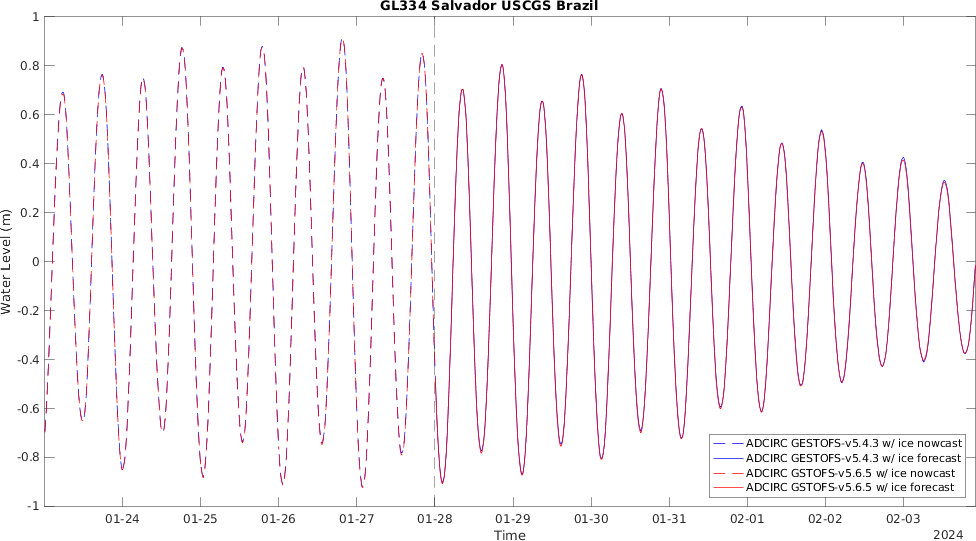 GL334 Salvador USCGS Brazil
1
0.8
0.6
0.4
0.2
0
-0.2
-0.4
-0.6
-0.8
-1
Water Level (m)
ADCIRC GESTOFS-v5.4.3 w/ ice nowcast
ADCIRC GESTOFS-v5.4.3 w/ ice forecast
ADCIRC GSTOFS-v5.6.5 w/ ice nowcast
ADCIRC GSTOFS-v5.6.5 w/ ice forecast
01-24 01-25 01-26 01-27 01-28 01-29 01-30 01-31 02-01 02-02 02-03
Time
2024